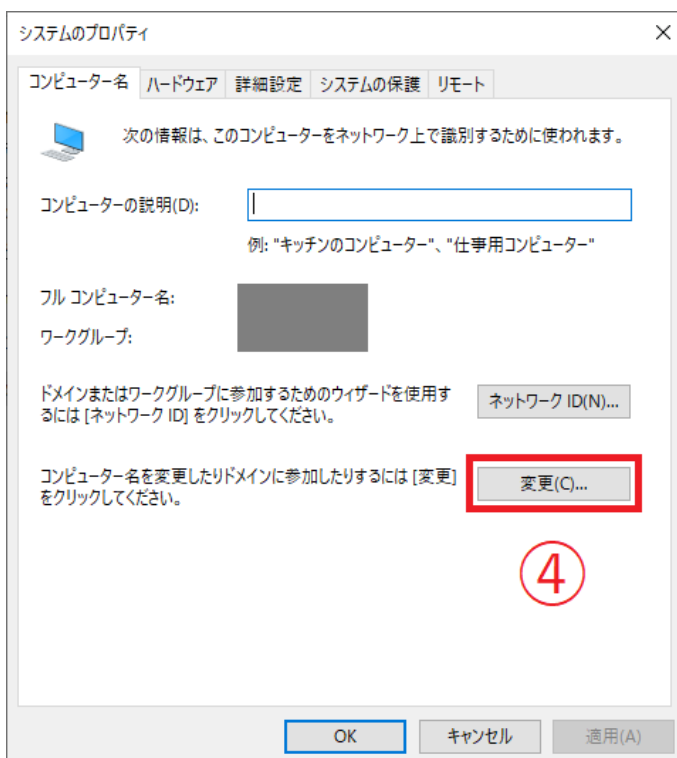 システムのプロパティ
コンピューター名 ハードウェア 詳細設定 システムの保護 リモート
次の情報は、このコンピューターをネットワーク上で識別するために使われます。
コンピューターの説明(D):
例: "キッチンのコンピューター"、"仕事用コンピューター"
フル コンピューター名:
ワークグループ:
ドメインまたはワークグループに参加するためのウィザードを使用す
るには [ネットワーク ID] をクリックしてください。
ネットワーク ID(N)...
コンピューター名を変更したりドメインに参加したりするには [変更]
をクリックしてください。
変更(C)...
④
OK キャンセル 適用(A)